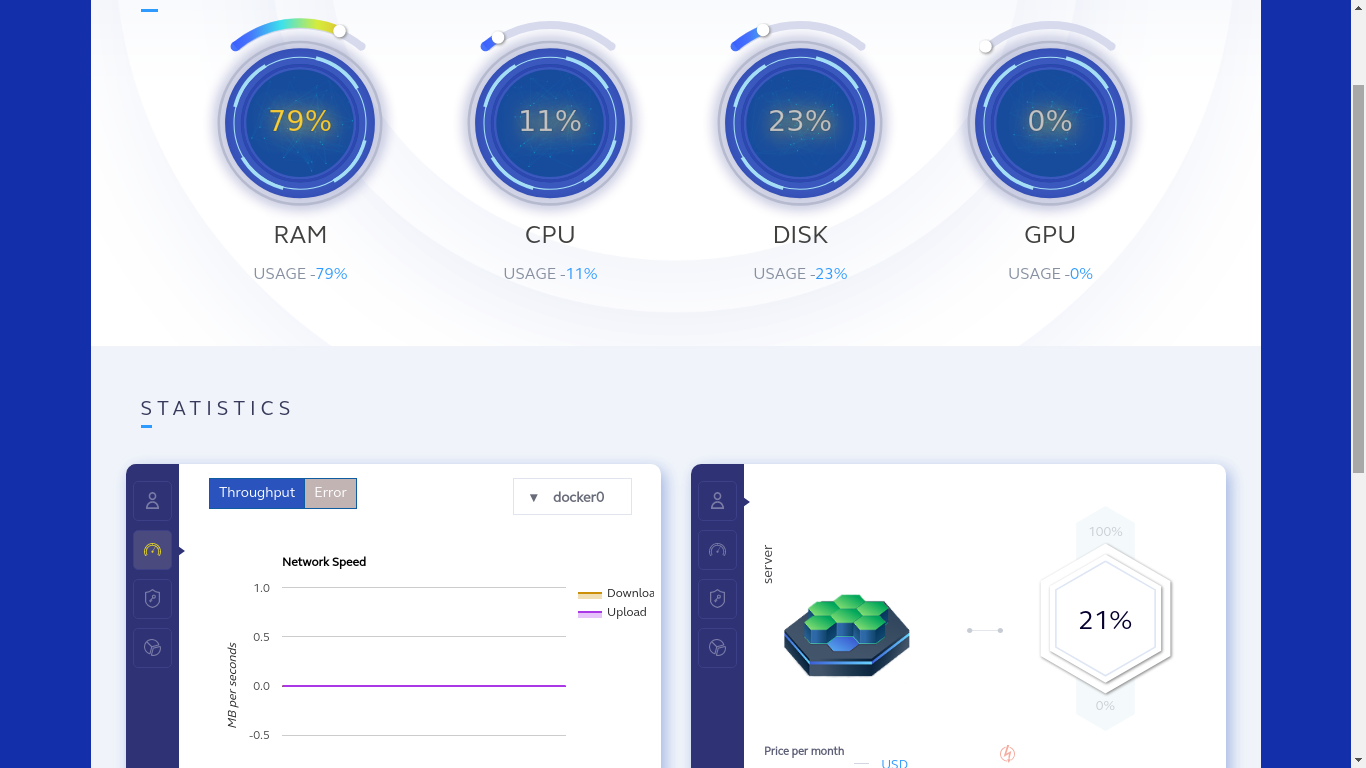 79%
11%
23%
0%
RAM
CPU
DISK
GPU
USAGE -79%
USAGE -11%
USAGE -23%
USAGE -0%
STATISTICS
Throughput
Error
▼ docker0
Network Speed
1.0
0.5
0.0
-0.5
MB per seconds
Downloa
Upload
server
100%
21%
0%
Price per month
USD